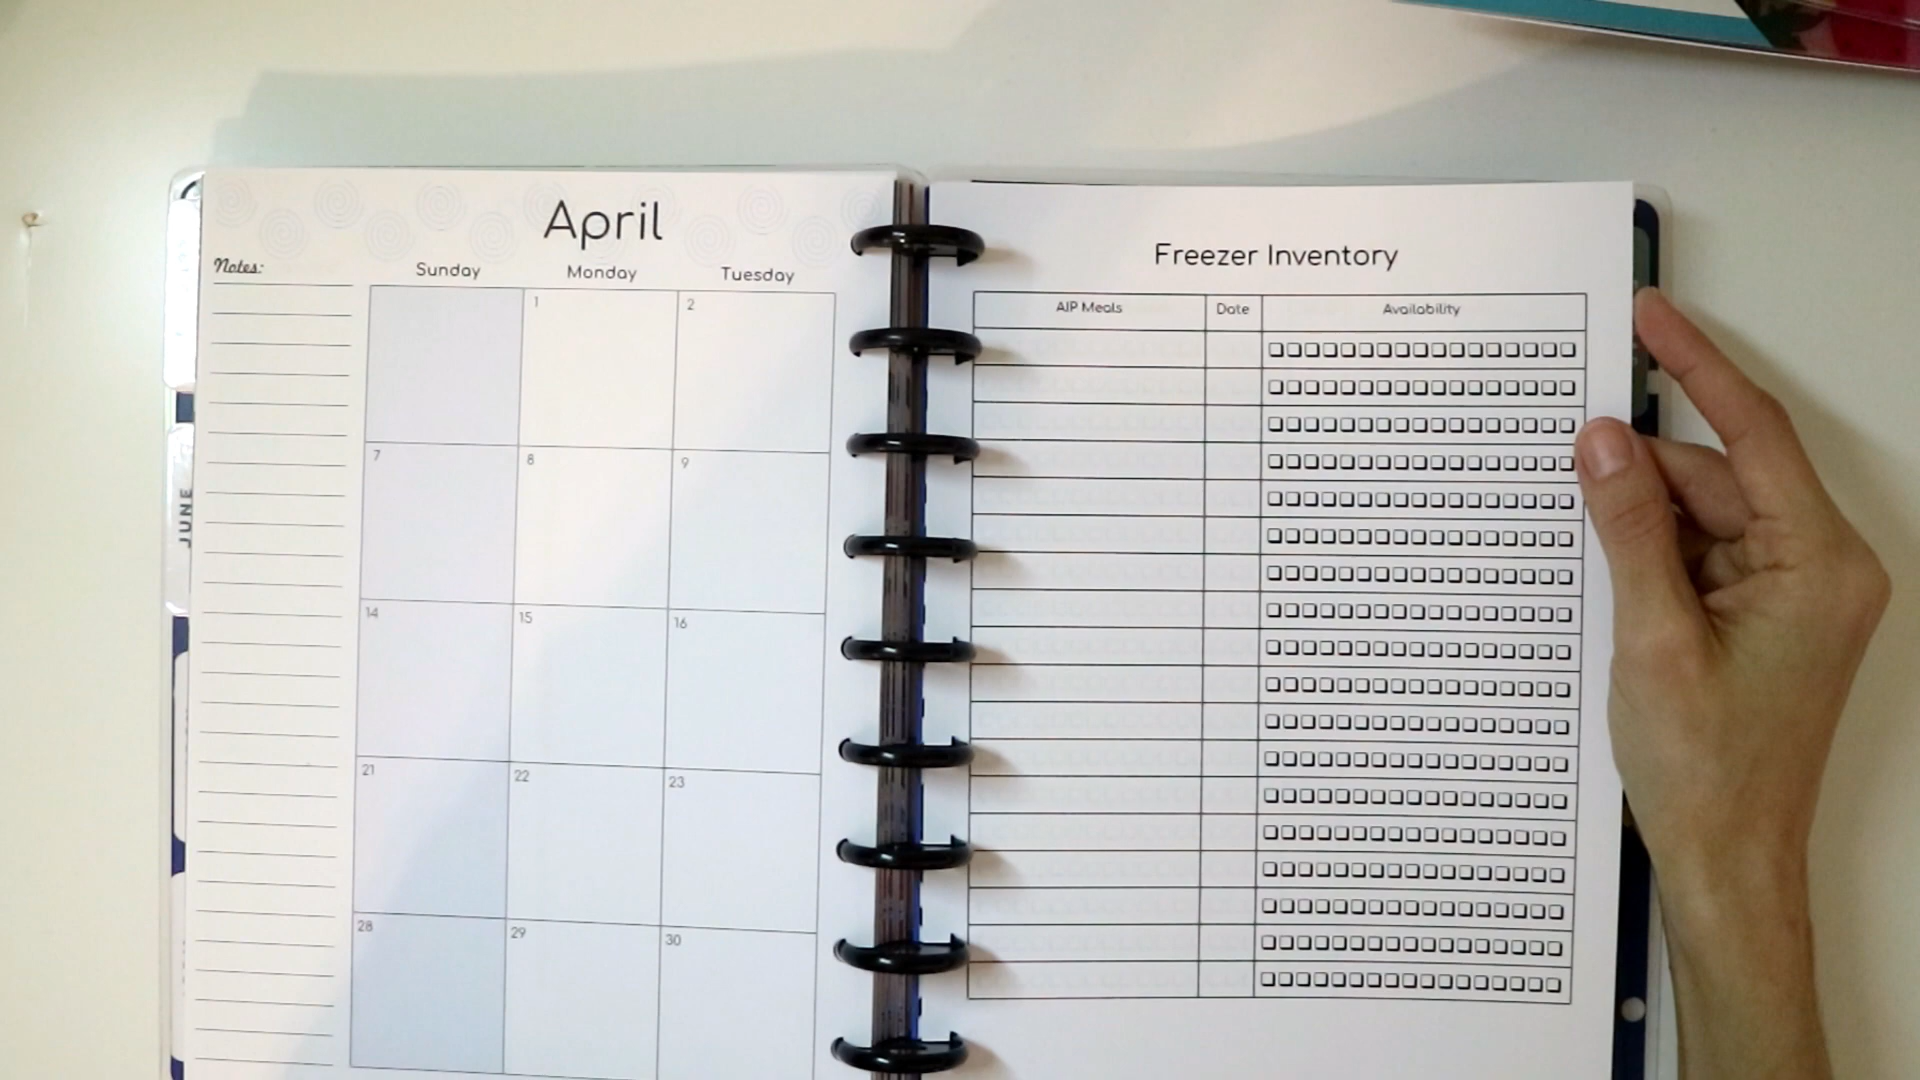 April
Notes:
Sunday Monday Tuesday
1 2
7 8 9
14 15 16
21 22 23
28 29 30
JUNE
Freezer Inventory
AIP Meals Date Availability